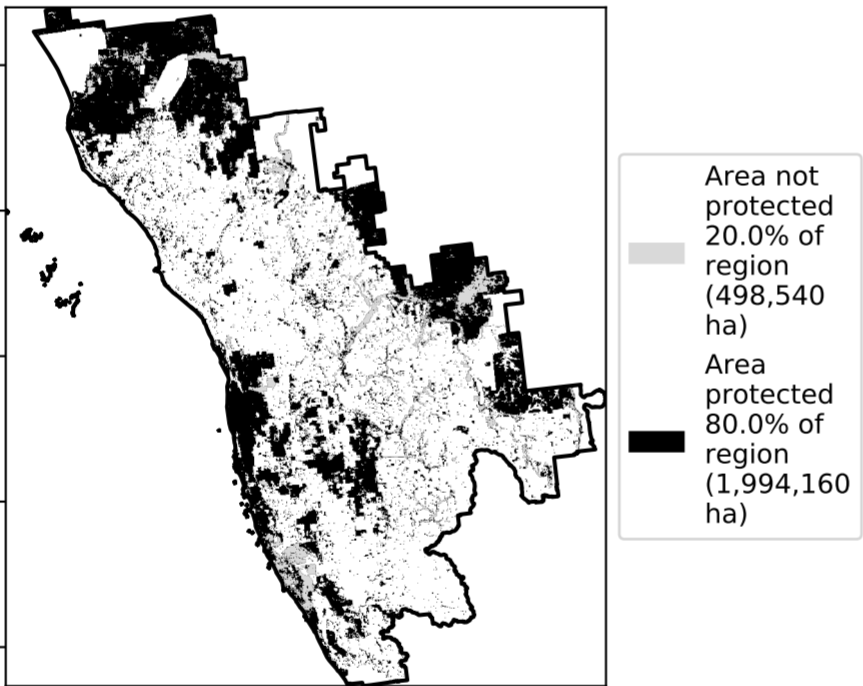 Area not
protected
20.0% of
region
(498,540
ha)
Area
protected
80.0% of
region
(1,994,160
ha)